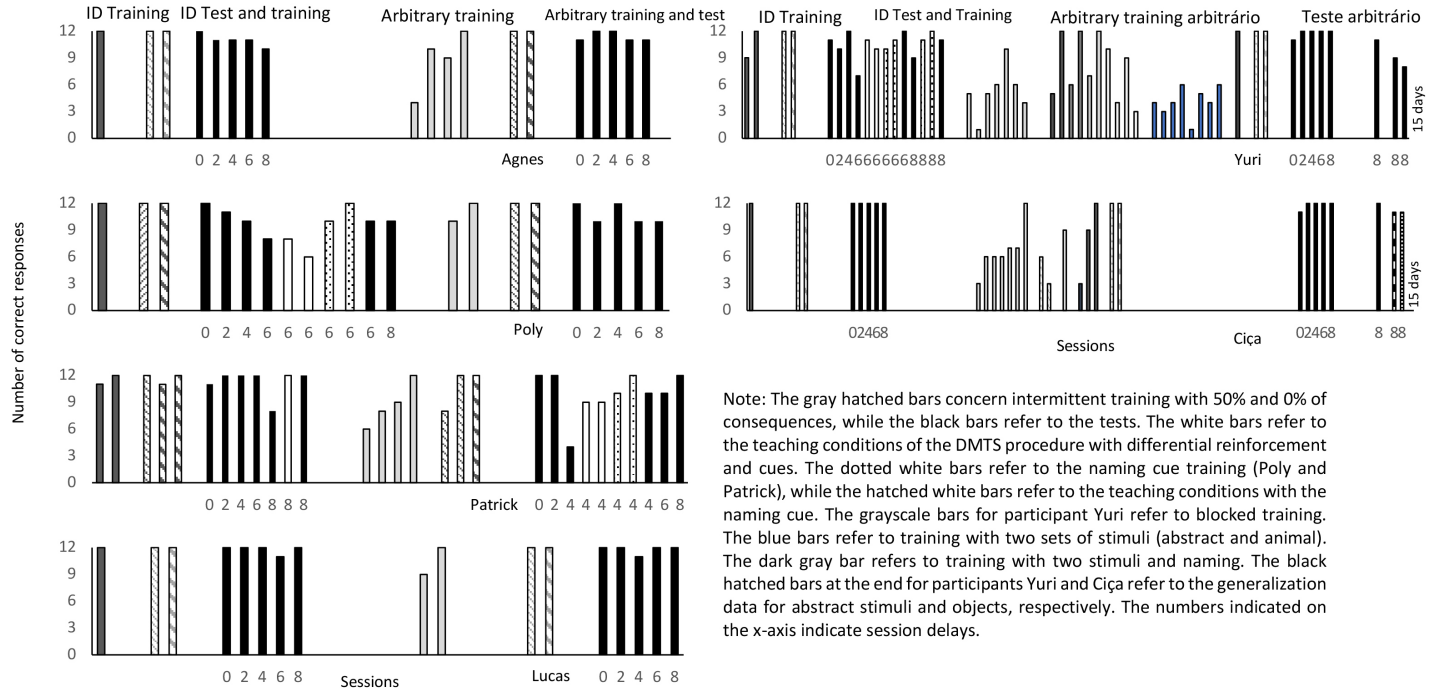 Number of correct responses
ID Training
ID Test and training
Arbitrary training
Arbitrary training and test
12
9
6
3
0
0 2 4 6 8
Agnes
0 2 4 6 8
12
9
6
3
0
0 2 4 6 6 6 6 6 6 8
Poly
0 2 4 6 8
12
9
6
3
0
0 2 4 6 8 8 8
Patrick
0 2 4 4 4 4 4 4 6 8
12
9
6
3
0
0 2 4 6 8
Sessions
Lucas
0 2 4 6 8
ID Training
ID Test and Training
Arbitrary training arbitrário
Teste arbitrário
12
9
6
3
0
0246666668888
Yuri
02468
8 88
15 days
12
9
6
3
0
02468
Sessions
Ciça
02468
8 88
15 days
Note: The gray hatched bars concern intermittent training with 50% and 0% of
consequences, while the black bars refer to the tests. The white bars refer to
the teaching conditions of the DMTS procedure with differential reinforcement
and cues. The dotted white bars refer to the naming cue training (Poly and
Patrick), while the hatched white bars refer to the teaching conditions with the
naming cue. The grayscale bars for participant Yuri refer to blocked training.
The blue bars refer to training with two sets of stimuli (abstract and animal).
The dark gray bar refers to training with two stimuli and naming. The black
hatched bars at the end for participants Yuri and Ciça refer to the generalization
data for abstract stimuli and objects, respectively. The numbers indicated on
the x-axis indicate session delays.